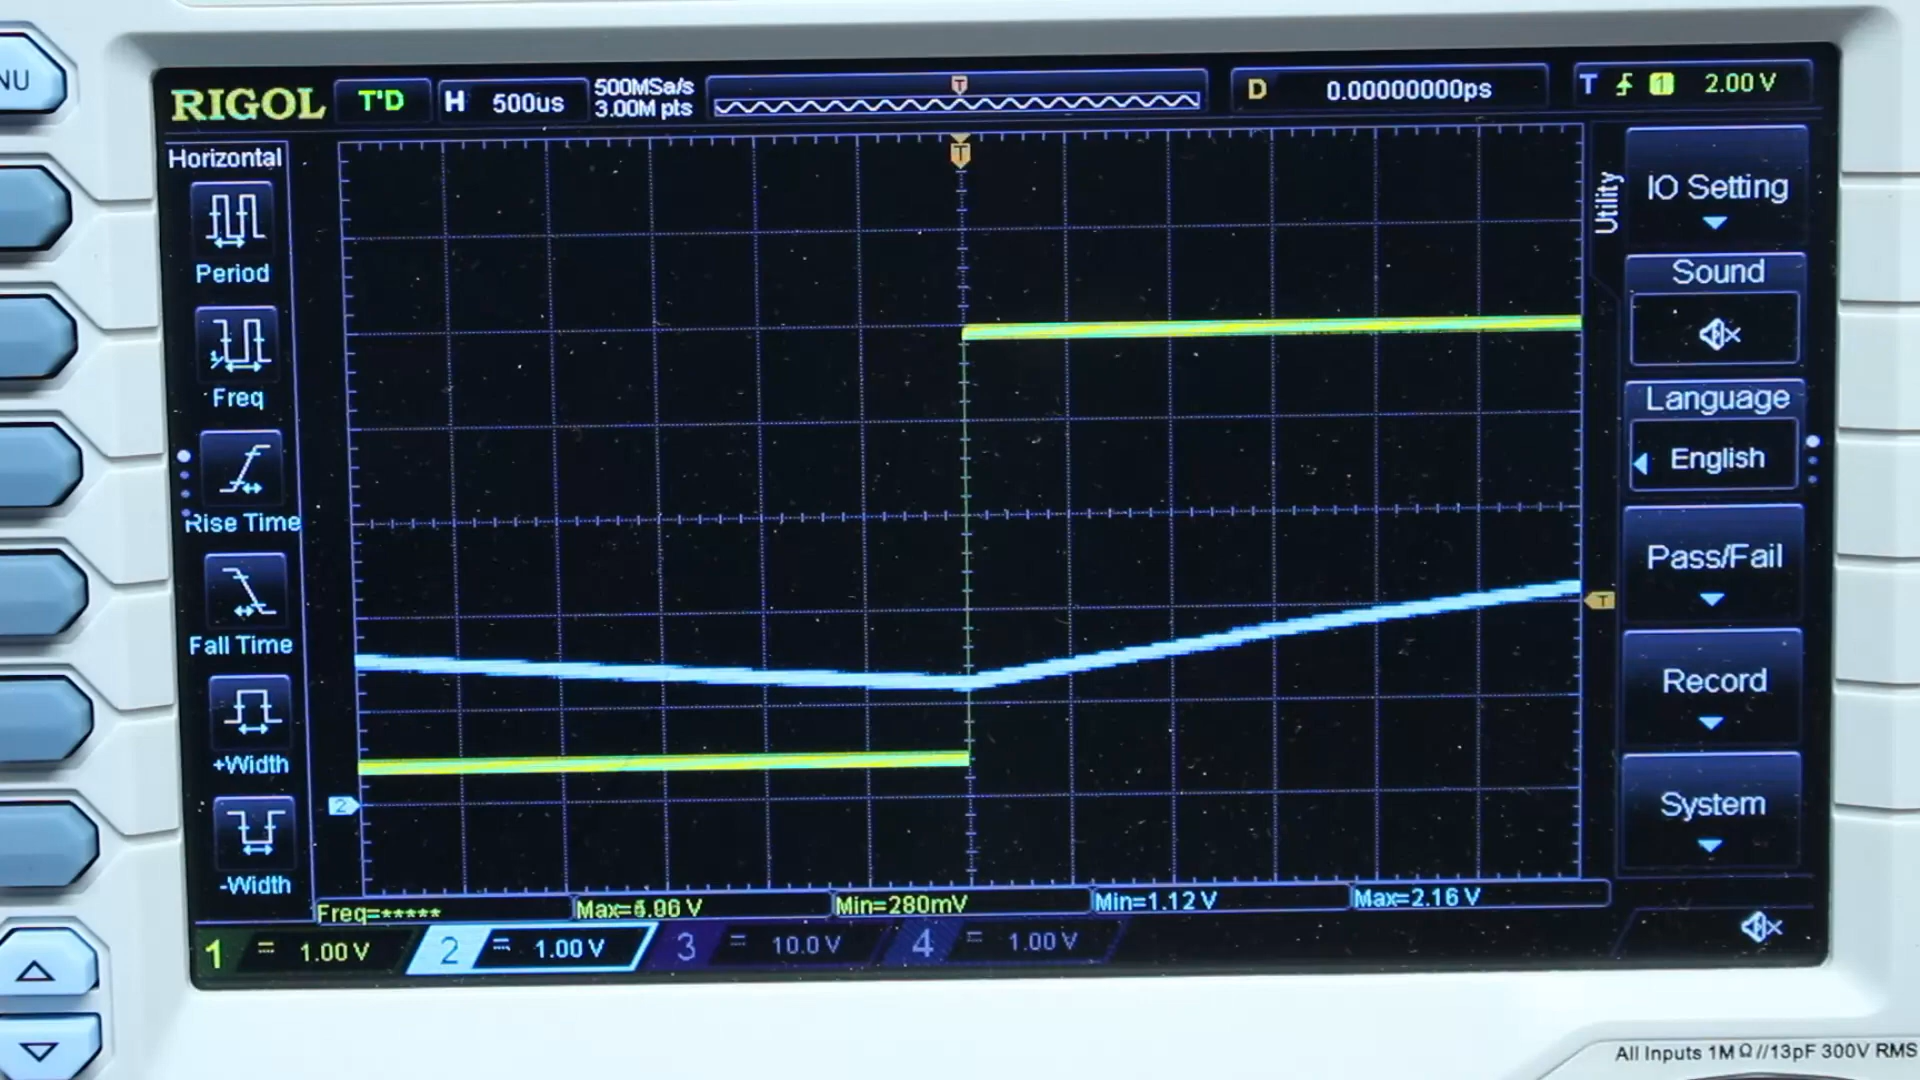 NU
RIGOL T'D H 500us 500MSa/s 3.00M pts T D 0.00000000ps T 1 2.00 V
Horizontal
Period
Freq
Rise Time
Fall Time
+Width
-Width
T
T
2
Utility
IO Setting
Sound
Language
English
Pass/Fail
Record
System
Freq=***** Min=280mV Min=1.12 V Max=2.16 V
1 1.00 V 2 1.00 V 3 10.0 V 4 1.00 V
All Inputs 1MΩ//13pF 300V RMS